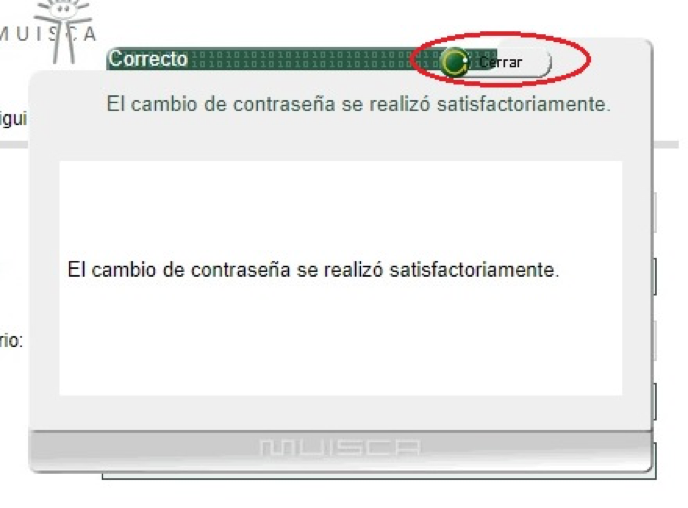 MUISCA
Correcto
Cerrar
El cambio de contraseña se realizó satisfactoriamente.
El cambio de contraseña se realizó satisfactoriamente.
MUISCA